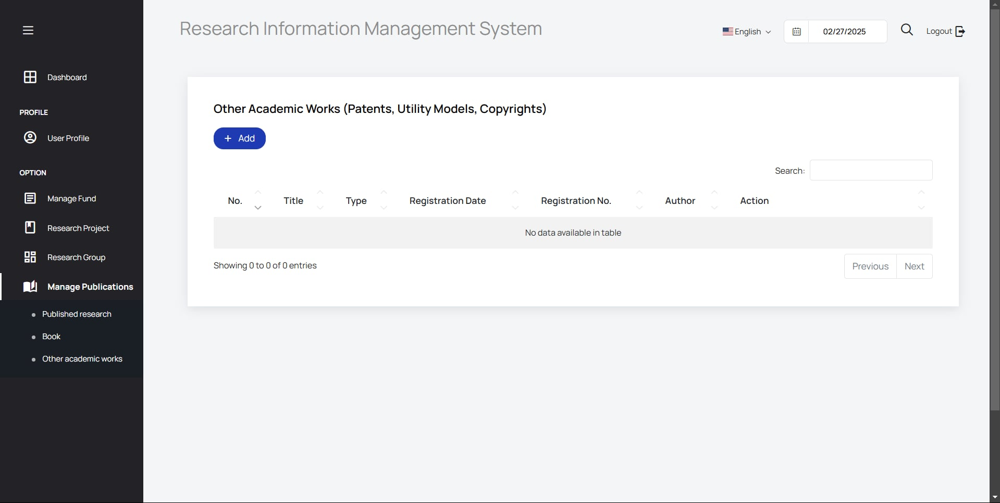 Research Information Management System
English
02/27/2025
Logout
Dashboard
PROFILE
User Profile
OPTION
Manage Fund
Research Project
Research Group
Manage Publications
Published research
Book
Other academic works
Other Academic Works (Patents, Utility Models, Copyrights)
+ Add
Search:
No. Title Type Registration Date Registration No. Author Action
No data available in table
Showing 0 to 0 of 0 entries
Previous Next